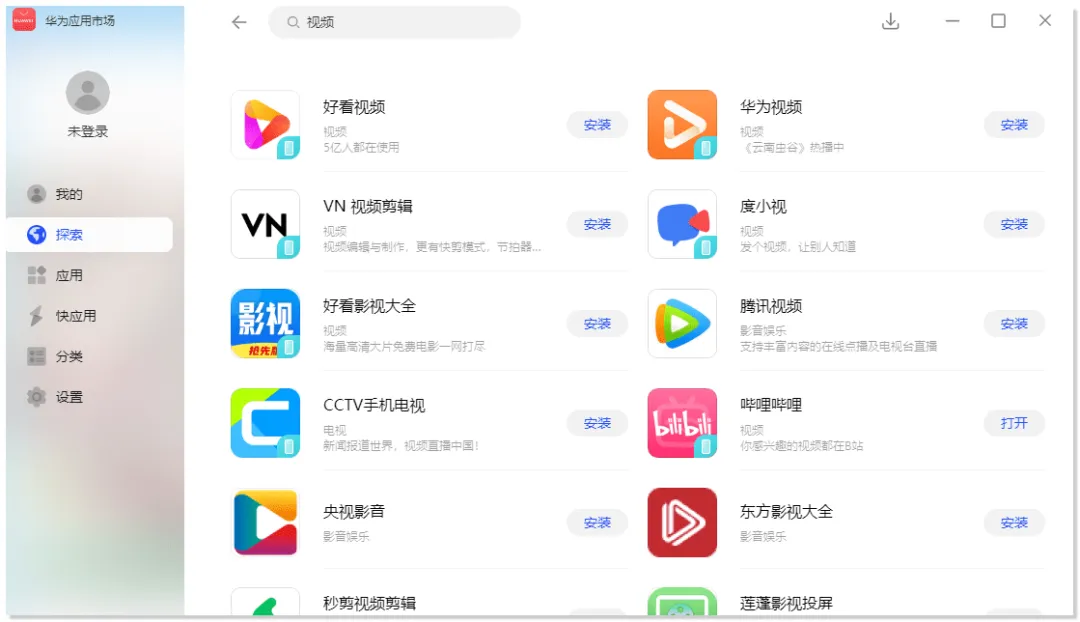 HUAWEI
华为应用市场
视频
未登录
我的
探索
应用
快应用
分类
设置
好看视频
视频
5亿人都在使用
安装
华为视频
视频
《云南虫谷》热播中
安装
VN
VN 视频剪辑
视频
视频编辑与制作，更有快剪模式，节拍器...
安装
度小视
视频
发个视频，让别人知道
安装
影视
抢先版
好看影视大全
视频
海量高清大片免费电影一网打尽
安装
腾讯视频
影音娱乐
支持丰富内容的在线点播及电视台直播
安装
CCTV手机电视
电视
新闻报道世界，视频直播中国！
安装
bilibili
哔哩哔哩
视频
你感兴趣的视频都在B站
打开
央视影音
影音娱乐
安装
东方影视大全
影音娱乐
安装
秒剪视频剪辑
莲蓬影视投屏